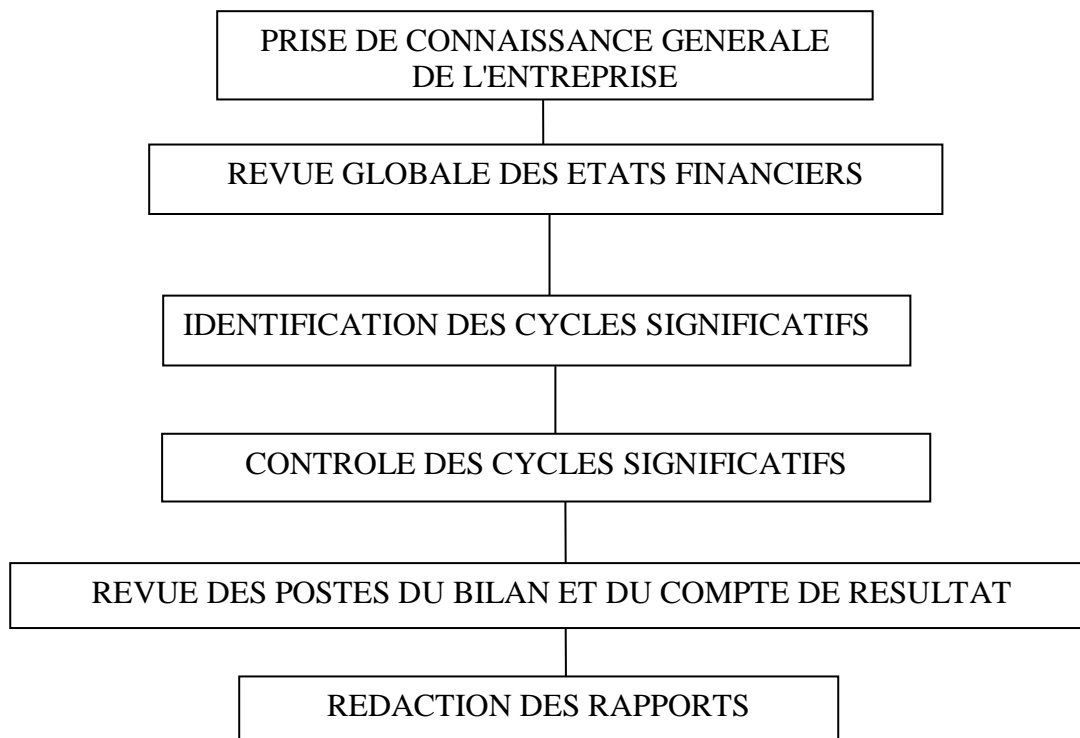 PRISE DE CONNAISSANCE GENERALE
DE L'ENTREPRISE
REVUE GLOBALE DES ETATS FINANCIERS
IDENTIFICATION DES CYCLES SIGNIFICATIFS
CONTROLE DES CYCLES SIGNIFICATIFS
REVUE DES POSTES DU BILAN ET DU COMPTE DE RESULTAT
REDACTION DES RAPPORTS